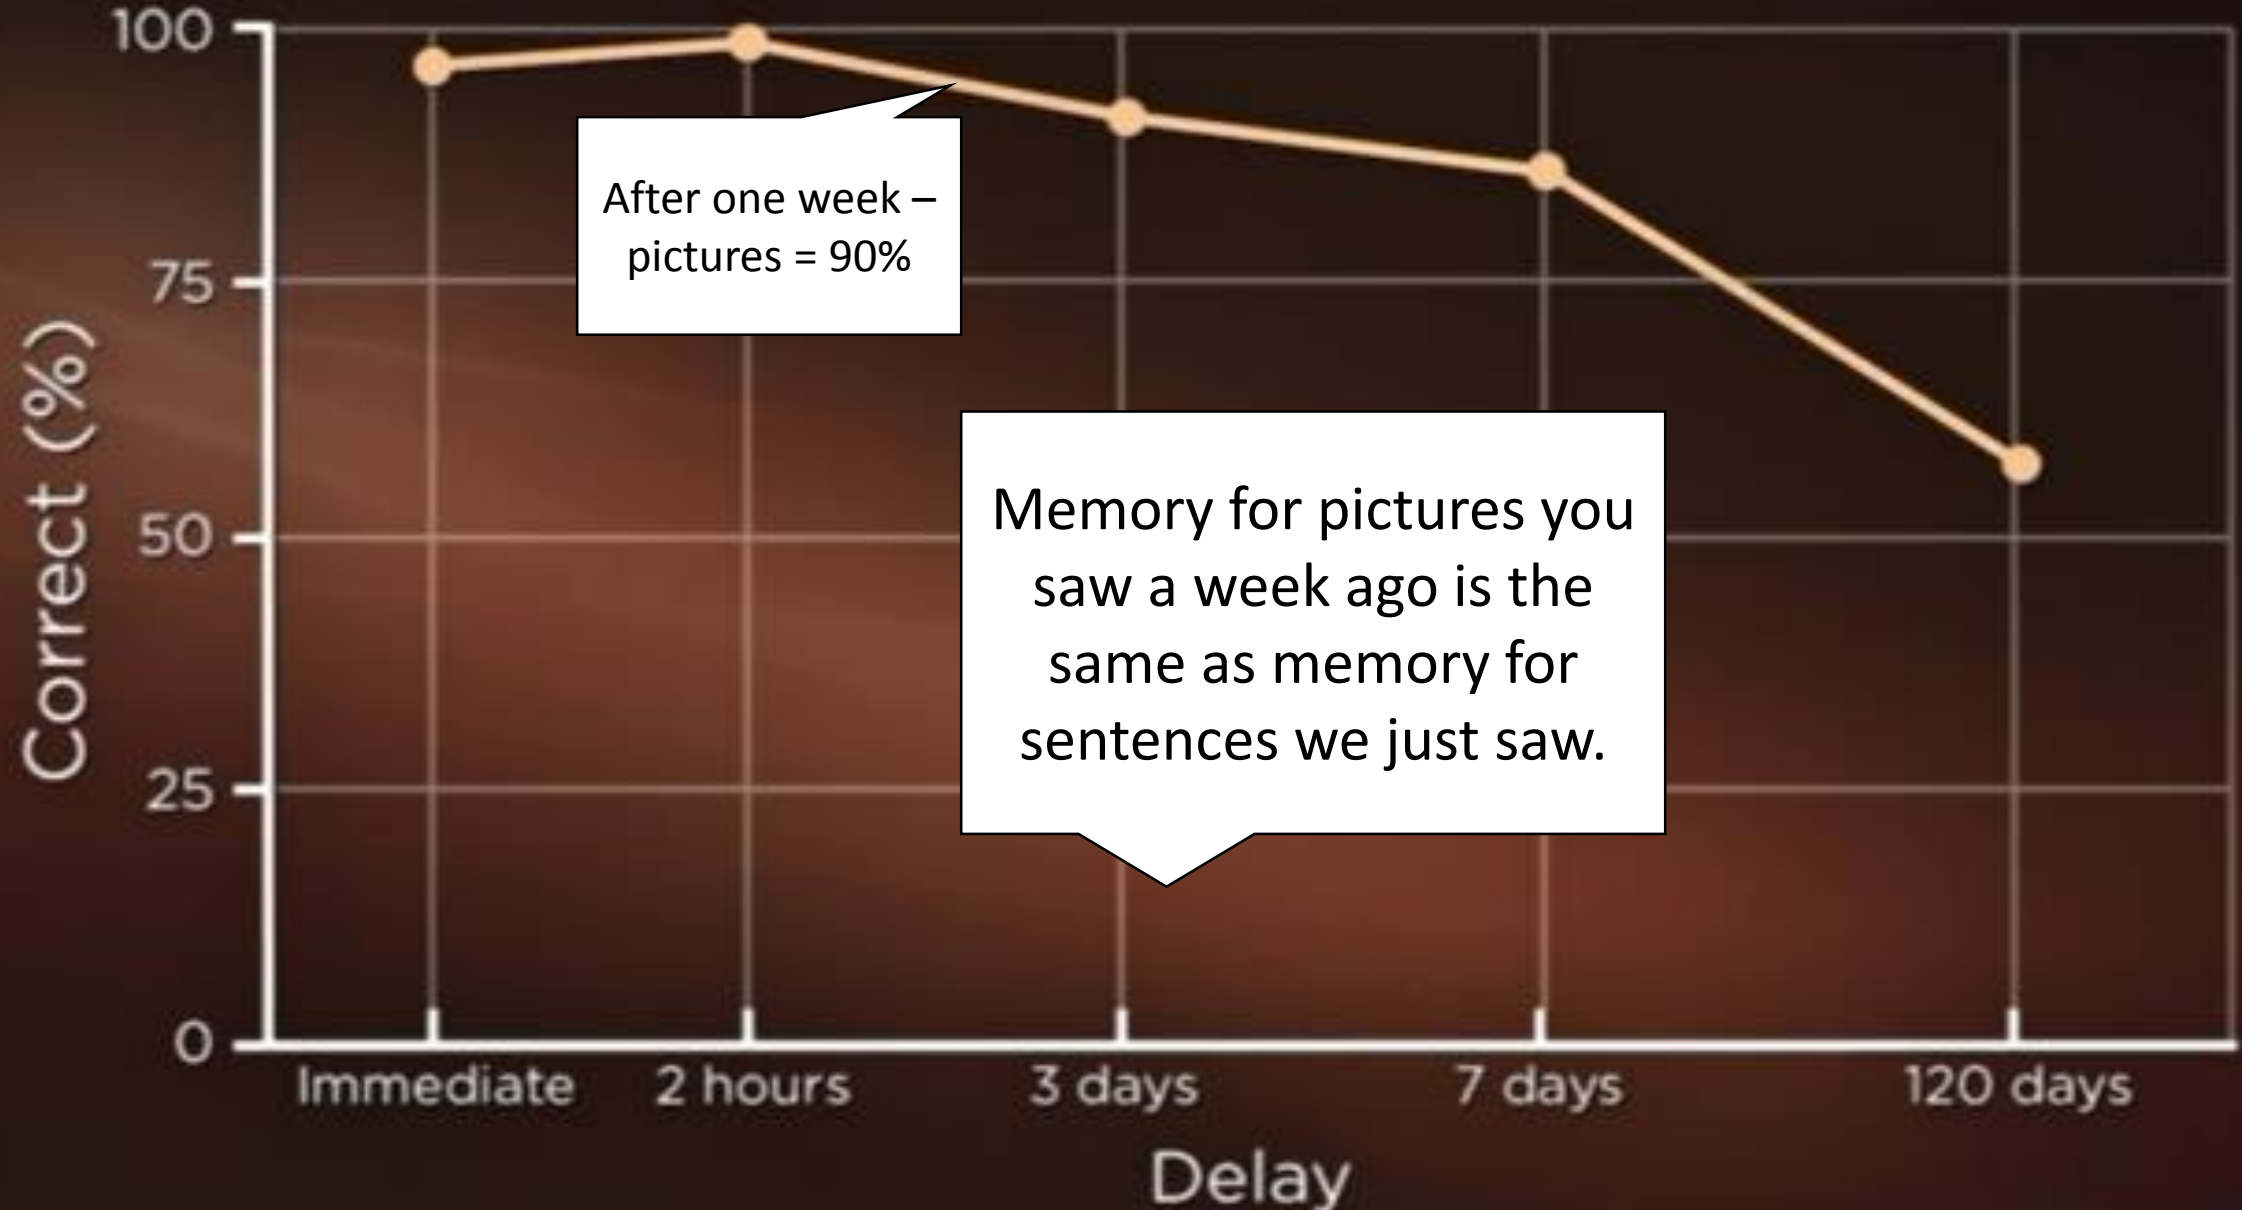 100
75
50
25
0
Correct (%)
After one week –
pictures = 90%
Memory for pictures you
saw a week ago is the
same as memory for
sentences we just saw.
Immediate
2 hours
3 days
7 days
120 days
Delay